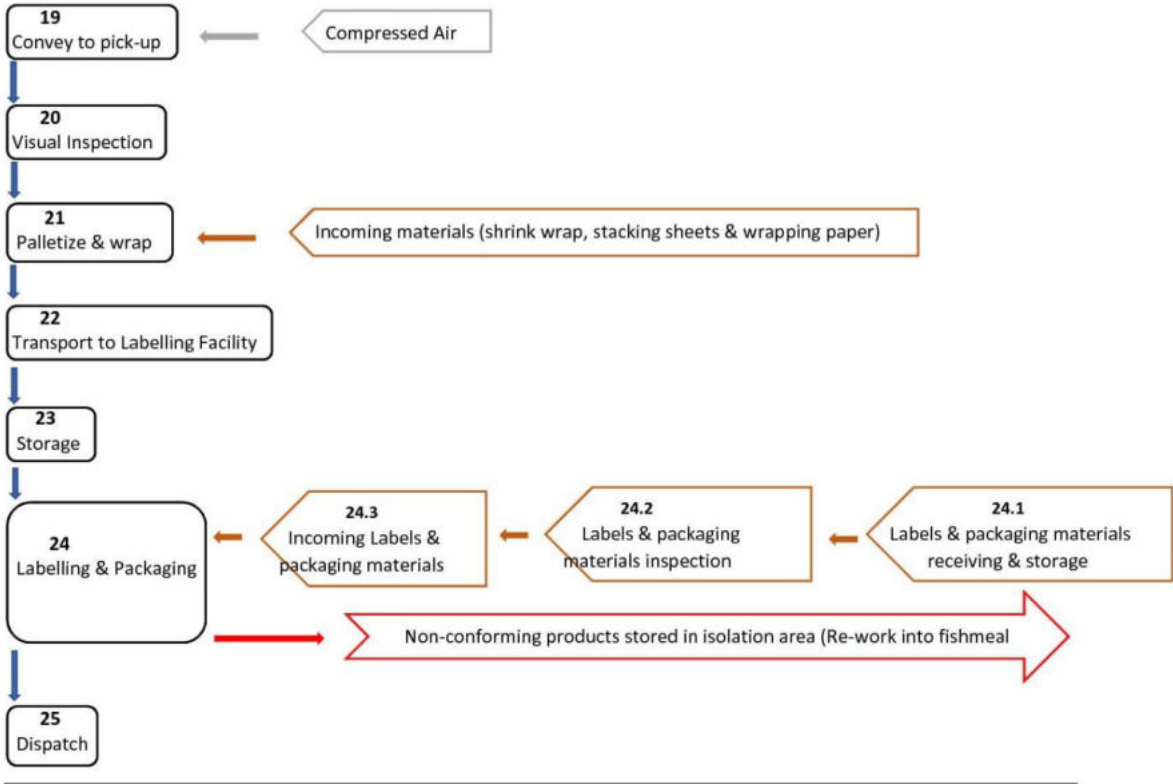 19
Convey to pick-up
Compressed Air
20
Visual Inspection
21
Palletize & wrap
Incoming materials (shrink wrap, stacking sheets & wrapping paper)
22
Transport to Labelling Facility
23
Storage
24
Labelling & Packaging
24.3
Incoming Labels &
packaging materials
24.2
Labels & packaging
materials inspection
24.1
Labels & packaging materials
receiving & storage
Non-conforming products stored in isolation area (Re-work into fishmeal
25
Dispatch